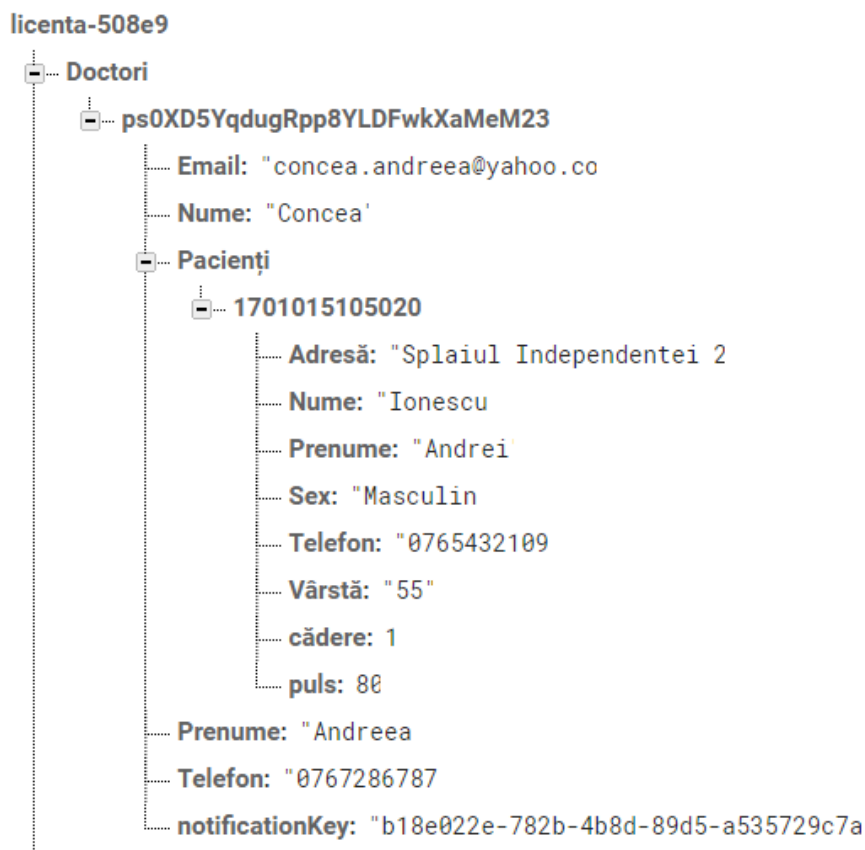 licenta-508e9
Doctori
ps0XD5YqdugRpp8YLDFwkXaMeM23
Email: "concea.andreea@yahoo.co
Nume: "Concea'
Pacienți
1701015105020
Adresă: "Splaiul Independentei 2
Nume: "Ionescu
Prenume: "Andrei'
Sex: "Masculin
Telefon: "0765432109
Vârstă: "55"
cădere: 1
puls: 80
Prenume: "Andreea
Telefon: "0767286787
notificationKey: "b18e022e-782b-4b8d-89d5-a535729c7a